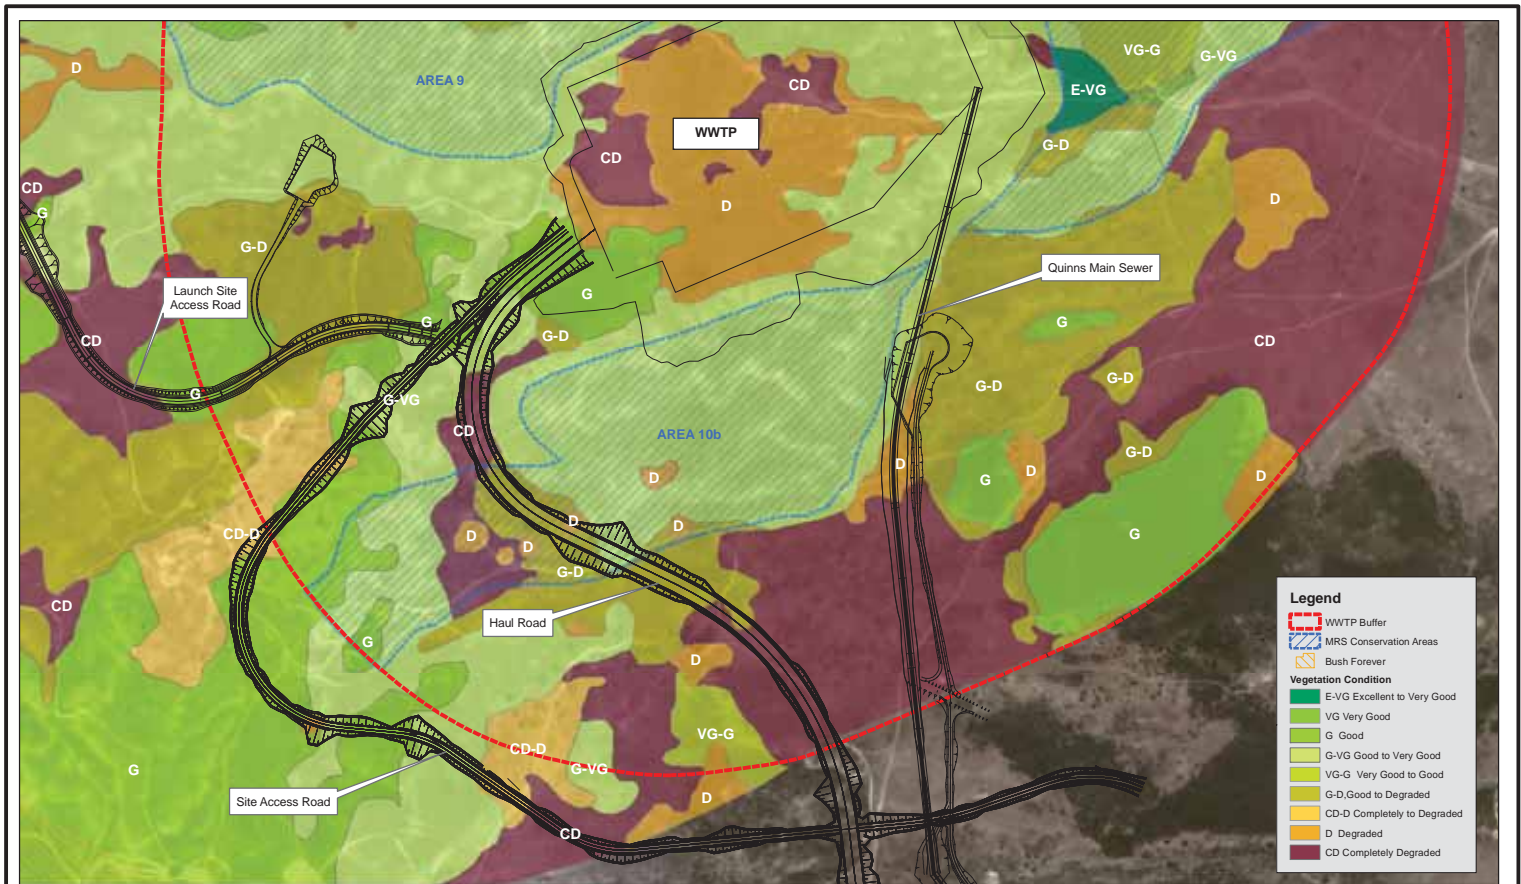 VG-G
G-VG
D
AREA 9
CD
E-VG
WWTP
G-D
CD
CD
D
D
G
G-D
Quinns Main Sewer
Launch Site
Access Road
G
G
G
CD
G-D
CD
G-D
G-D
G
G-VG
CD
AREA 10b
G-D
D
D
D
G
D
D
D
CD-D
D
D
G
G-D
CD
Haul Road
G
D
VG-G
CD-D
G-VG
G
D
Site Access Road
CD
Legend
WWTP Buffer
MRS Conservation Areas
Bush Forever
Vegetation Condition
E-VG Excellent to Very Good
VG Very Good
G Good
G-VG Good to Very Good
VG-G Very Good to Good
G-D,Good to Degraded
CD-D Completely to Degraded
D Degraded
CD Completely Degraded